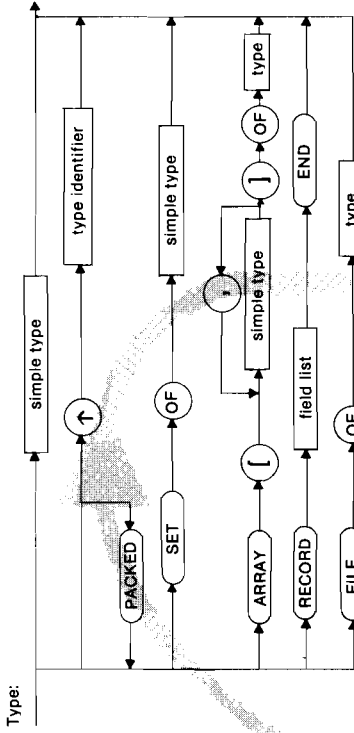 Type:
simple type
↑ type identifier
PACKED
SET OF simple type
,
ARRAY [ simple type ] OF type
RECORD field list END
FILE OF type